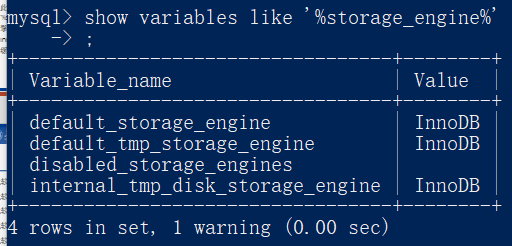 mysql> show variables like '%storage_engine%'
    -> ;
+----------------------------------+--------+
| Variable_name                    | Value  |
+----------------------------------+--------+
| default_storage_engine           | InnoDB |
| default_tmp_storage_engine       | InnoDB |
| disabled_storage_engines         |        |
| internal_tmp_disk_storage_engine | InnoDB |
+----------------------------------+--------+
4 rows in set, 1 warning (0.00 sec)